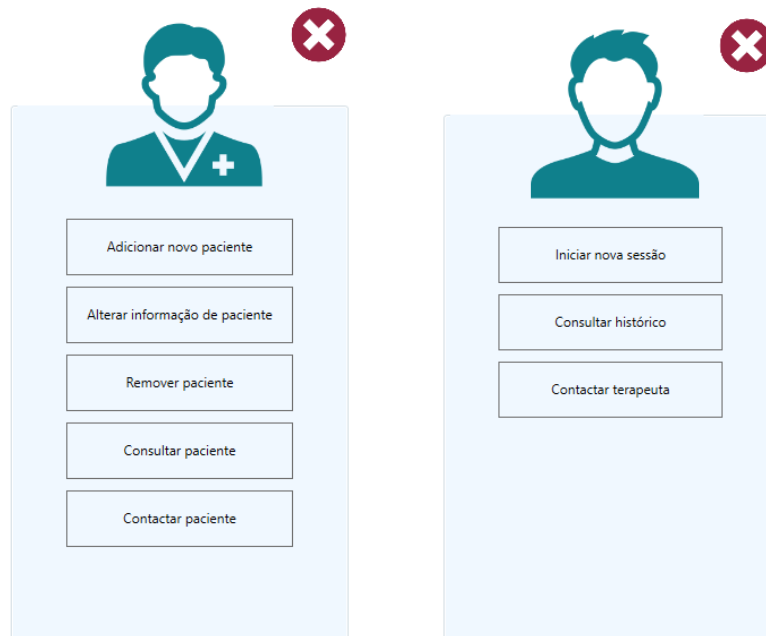 Adicionar novo paciente
Alterar informação de paciente
Remover paciente
Consultar paciente
Contactar paciente
Iniciar nova sessão
Consultar histórico
Contactar terapeuta